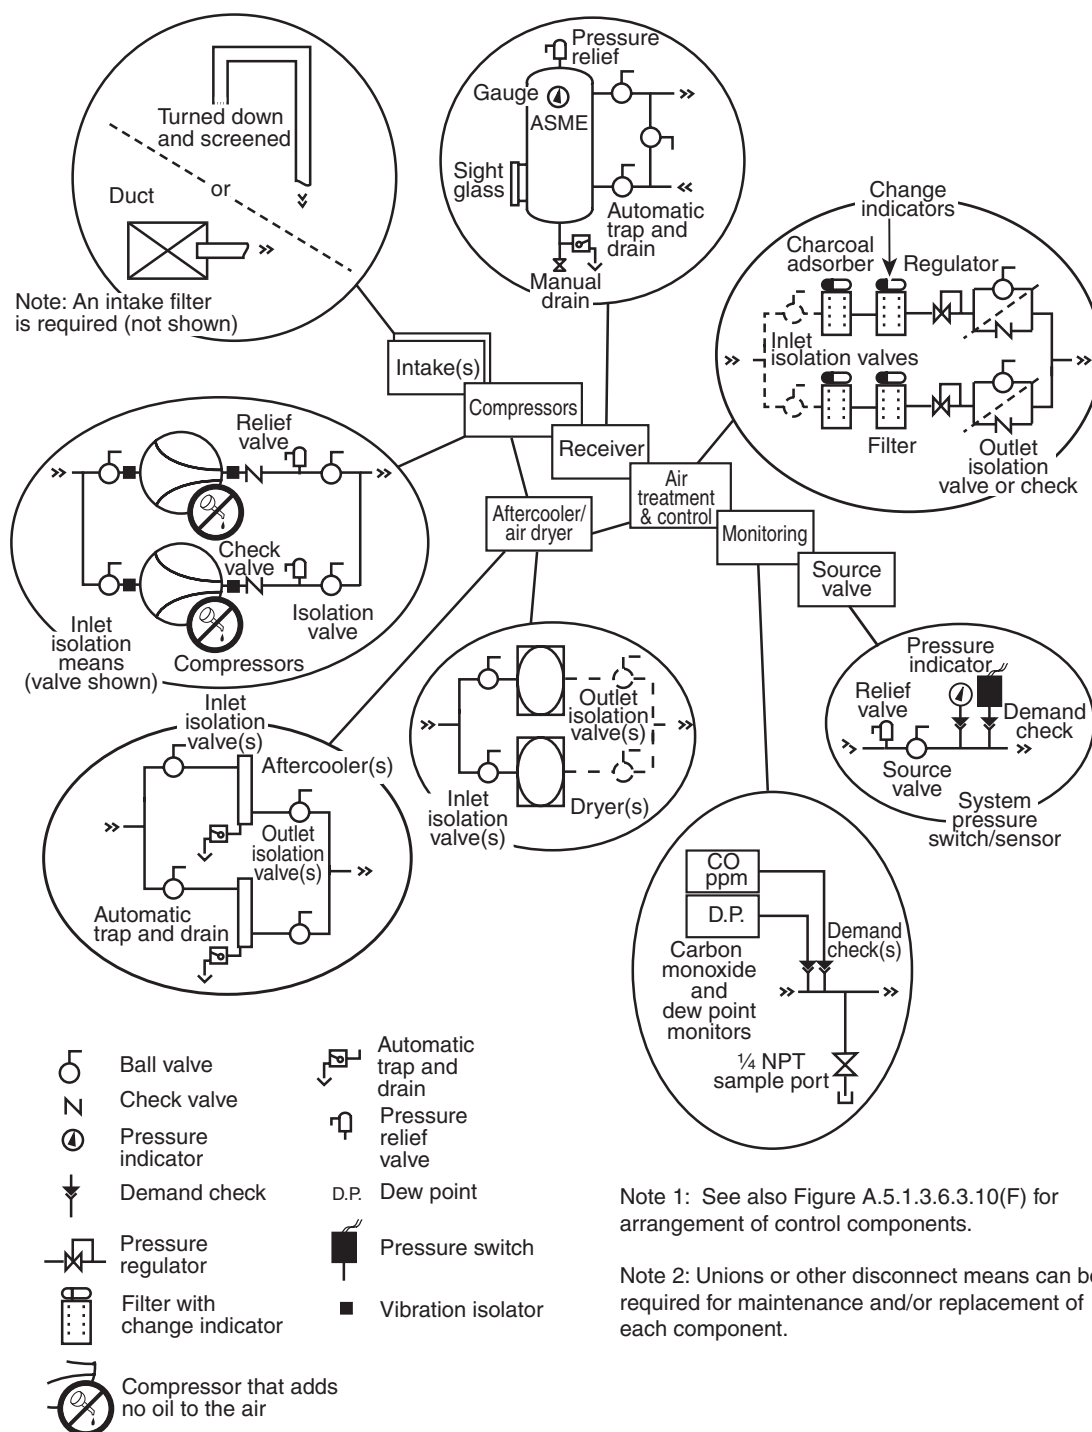 Turned down
and screened
or
Duct
Note: An intake filter
is required (not shown)
Pressure
relief
Gauge
ASME
Sight
glass
Automatic
trap and
drain
Manual
drain
Change
indicators
Charcoal
adsorber
Regulator
Inlet
isolation valves
Filter
Outlet
isolation
valve or check
Intake(s)
Compressors
Receiver
Air
treatment
& control
Aftercooler/
air dryer
Monitoring
Source
valve
Relief
valve
Check
valve
Inlet
isolation
means
(valve shown)
Isolation
valve
Compressors
Inlet
isolation
valve(s)
Aftercooler(s)
Outlet
isolation
valve(s)
Automatic
trap and drain
Outlet
isolation
valve(s)
Inlet
isolation
valve(s)
Dryer(s)
Pressure
indicator
Relief
valve
Demand
check
Source
valve
System
pressure
switch/sensor
CO
ppm
D.P.
Demand
check(s)
Carbon
monoxide
and
dew point
monitors
¼ NPT
sample port
Ball valve
Check valve
Pressure
indicator
Demand check
Pressure
regulator
Filter with
change indicator
Compressor that adds
no oil to the air
Automatic
trap and
drain
Pressure
relief
valve
D.P. Dew point
Pressure switch
Vibration isolator
Note 1: See also Figure A.5.1.3.6.3.10(F) for
arrangement of control components.
Note 2: Unions or other disconnect means can
required for maintenance and/or replacement of
each component.